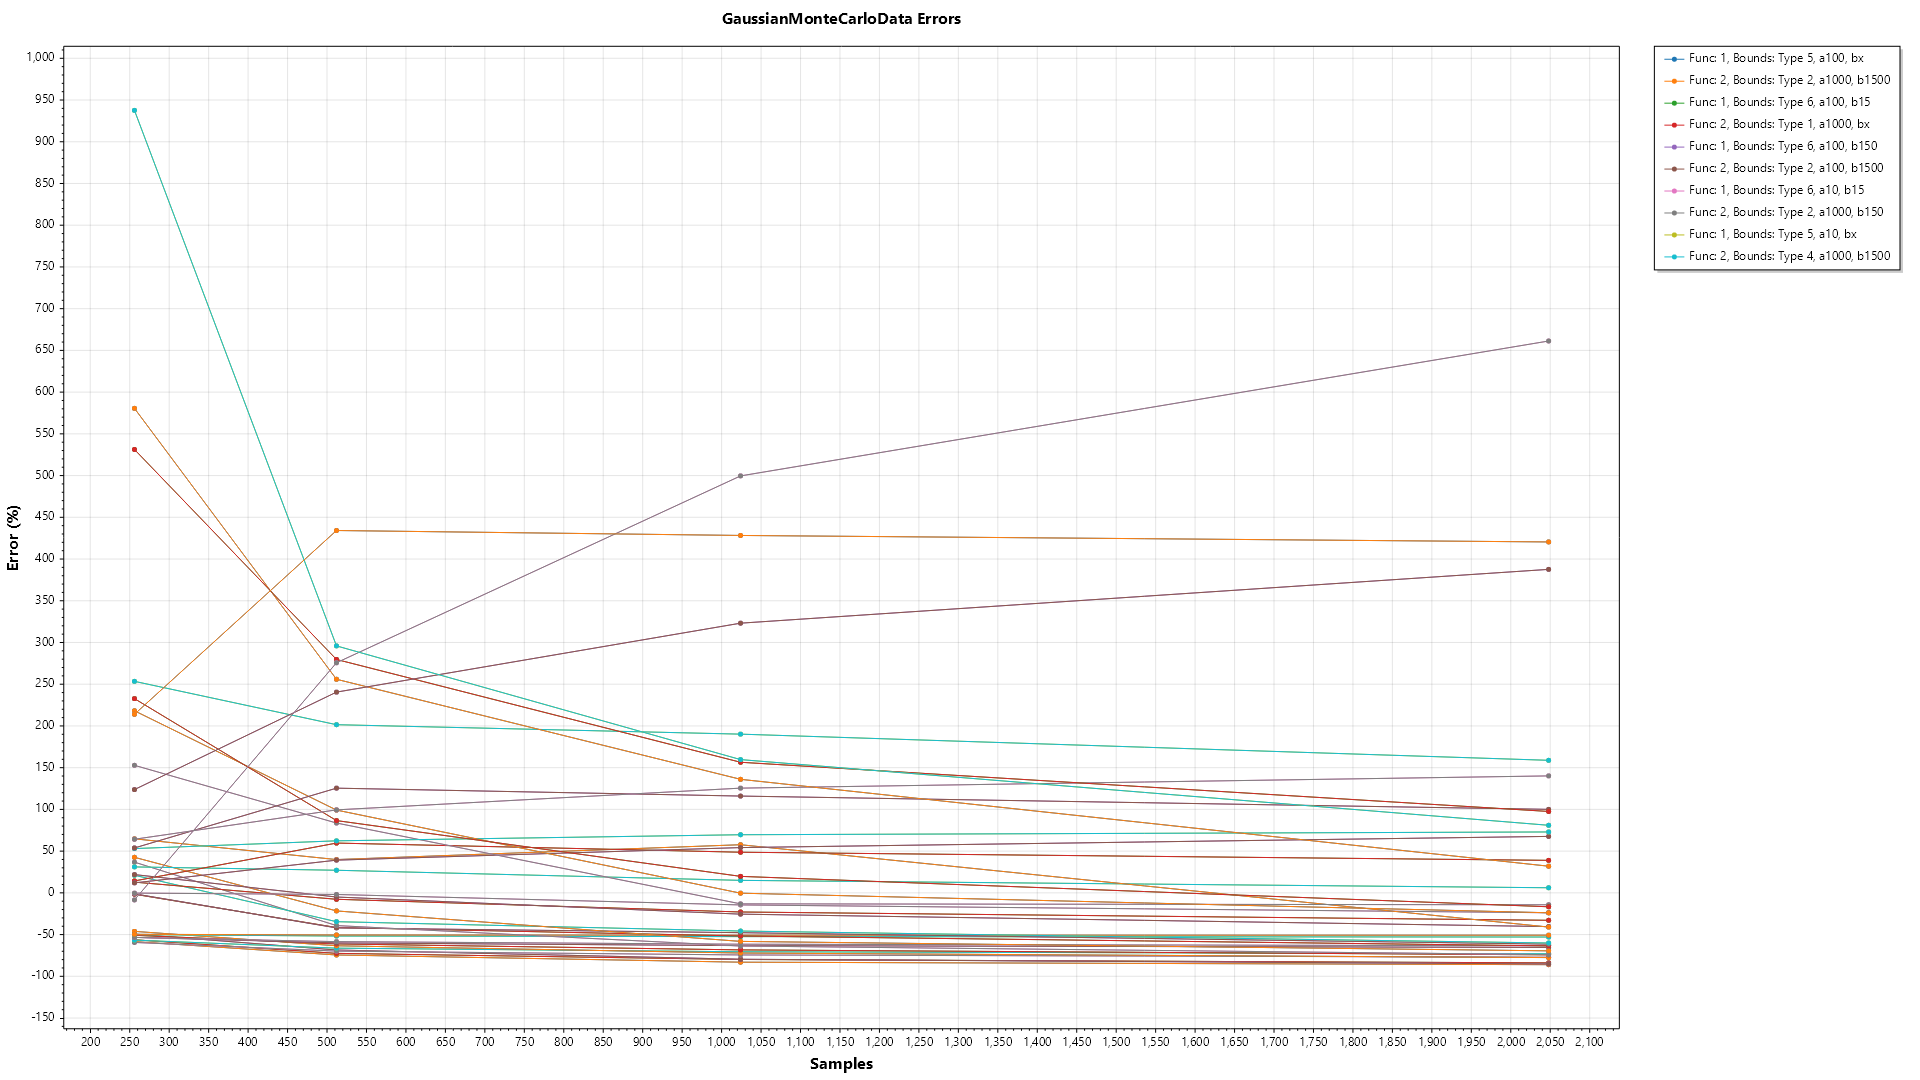 GaussianMonteCarloData Errors
1,000
950
900
850
800
750
700
650
600
550
500
450
400
350
300
250
200
150
100
50
0
-50
-100
-150
Error (%)
200 250 300 350 400 450 500 550 600 650 700 750 800 850 900 950 1,000 1,050 1,100 1,150 1,200 1,250 1,300 1,350 1,400 1,450 1,500 1,550 1,600 1,650 1,700 1,750 1,800 1,850 1,900 1,950 2,000 2,050 2,100
Samples
Func: 1, Bounds: Type 5, a100, bx
Func: 2, Bounds: Type 2, a1000, b1500
Func: 1, Bounds: Type 6, a100, b15
Func: 2, Bounds: Type 1, a1000, bx
Func: 1, Bounds: Type 6, a100, b150
Func: 2, Bounds: Type 2, a100, b1500
Func: 1, Bounds: Type 6, a10, b15
Func: 2, Bounds: Type 2, a1000, b150
Func: 1, Bounds: Type 5, a10, bx
Func: 2, Bounds: Type 4, a1000, b1500